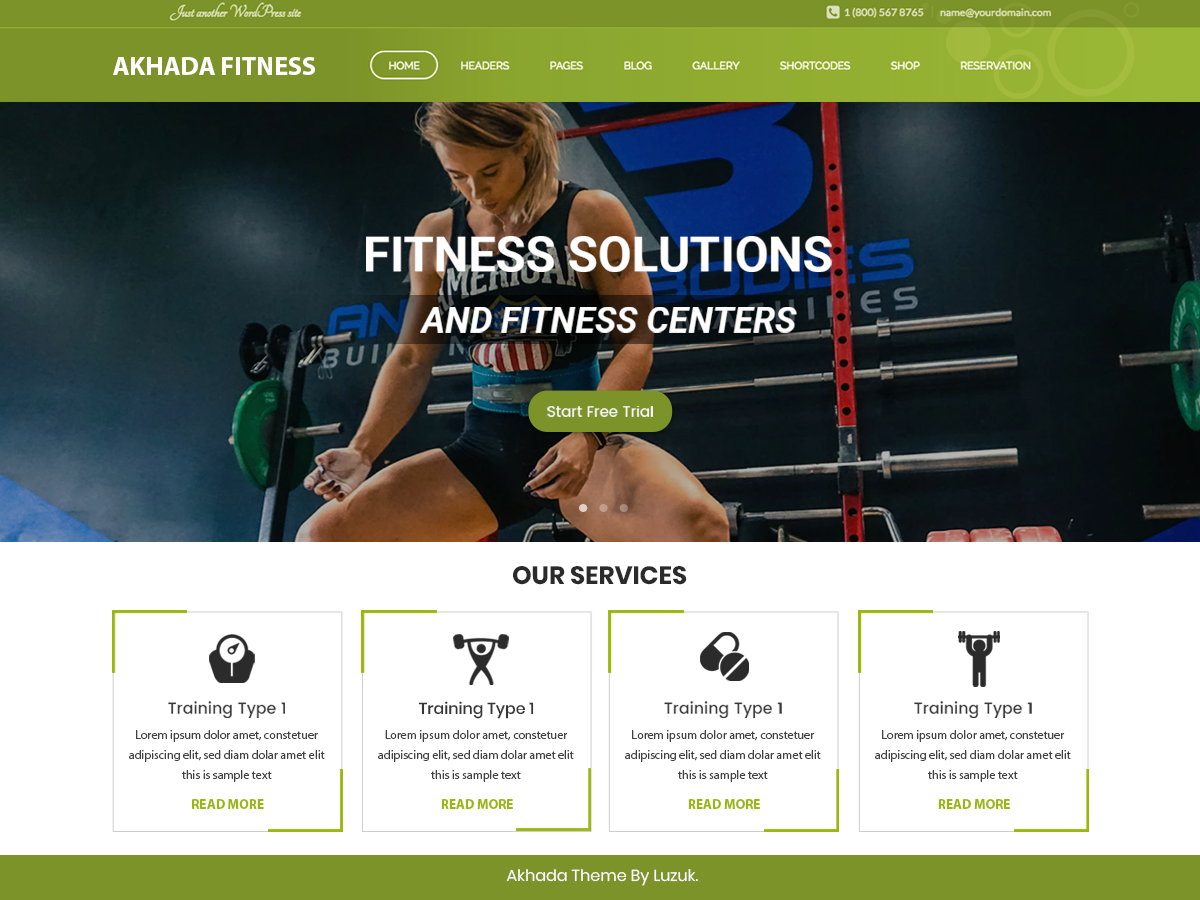 Just another WordPress site
1 (800) 567 8765
name@yourdomain.com
AKHADA FITNESS
HOME
HEADERS
PAGES
BLOG
GALLERY
SHORTCODES
SHOP
RESERVATION
FITNESS SOLUTIONS
AND FITNESS CENTERS
AMERICAN
BODIES
Start Free Trial
OUR SERVICES
Training Type 1
Lorem ipsum dolor amet, constetuer
adipiscing elit, sed diam dolar amet elit
this is sample text
READ MORE
Training Type 1
Lorem ipsum dolor amet, constetuer
adipiscing elit, sed diam dolar amet elit
this is sample text
READ MORE
Training Type 1
Lorem ipsum dolor amet, constetuer
adipiscing elit, sed diam dolar amet elit
this is sample text
READ MORE
Training Type 1
Lorem ipsum dolor amet, constetuer
adipiscing elit, sed diam dolar amet elit
this is sample text
READ MORE
Akhada Theme By Luzuk.